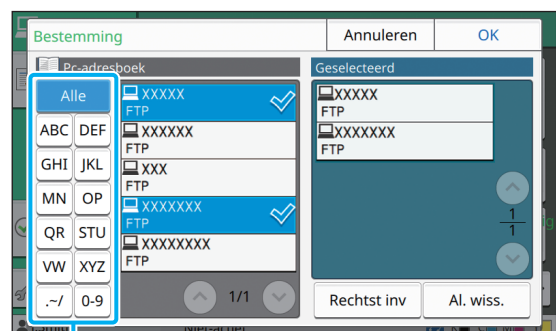 Bestemming
Annuleren
OK
Pc-adresboek
Geselecteerd
Alle
ABC DEF
GHI JKL
MN OP
QR STU
VW XYZ
.~/ 0-9
XXXXX
FTP
XXXXXX
FTP
XXX
FTP
XXXXXXX
FTP
XXXXXXXX
FTP
1/1
XXXXX
FTP
XXXXXXX
FTP
1
1
Rechtst inv
Al. wiss.